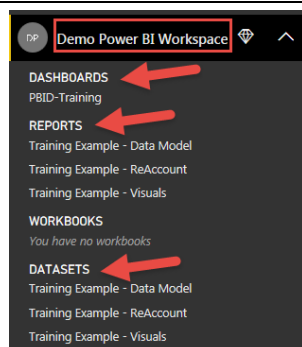 DP Demo Power BI Workspace
DASHBOARDS
PBID-Training
REPORTS
Training Example - Data Model
Training Example - ReAccount
Training Example - Visuals
WORKBOOKS
You have no workbooks
DATASETS
Training Example - Data Model
Training Example - ReAccount
Training Example - Visuals